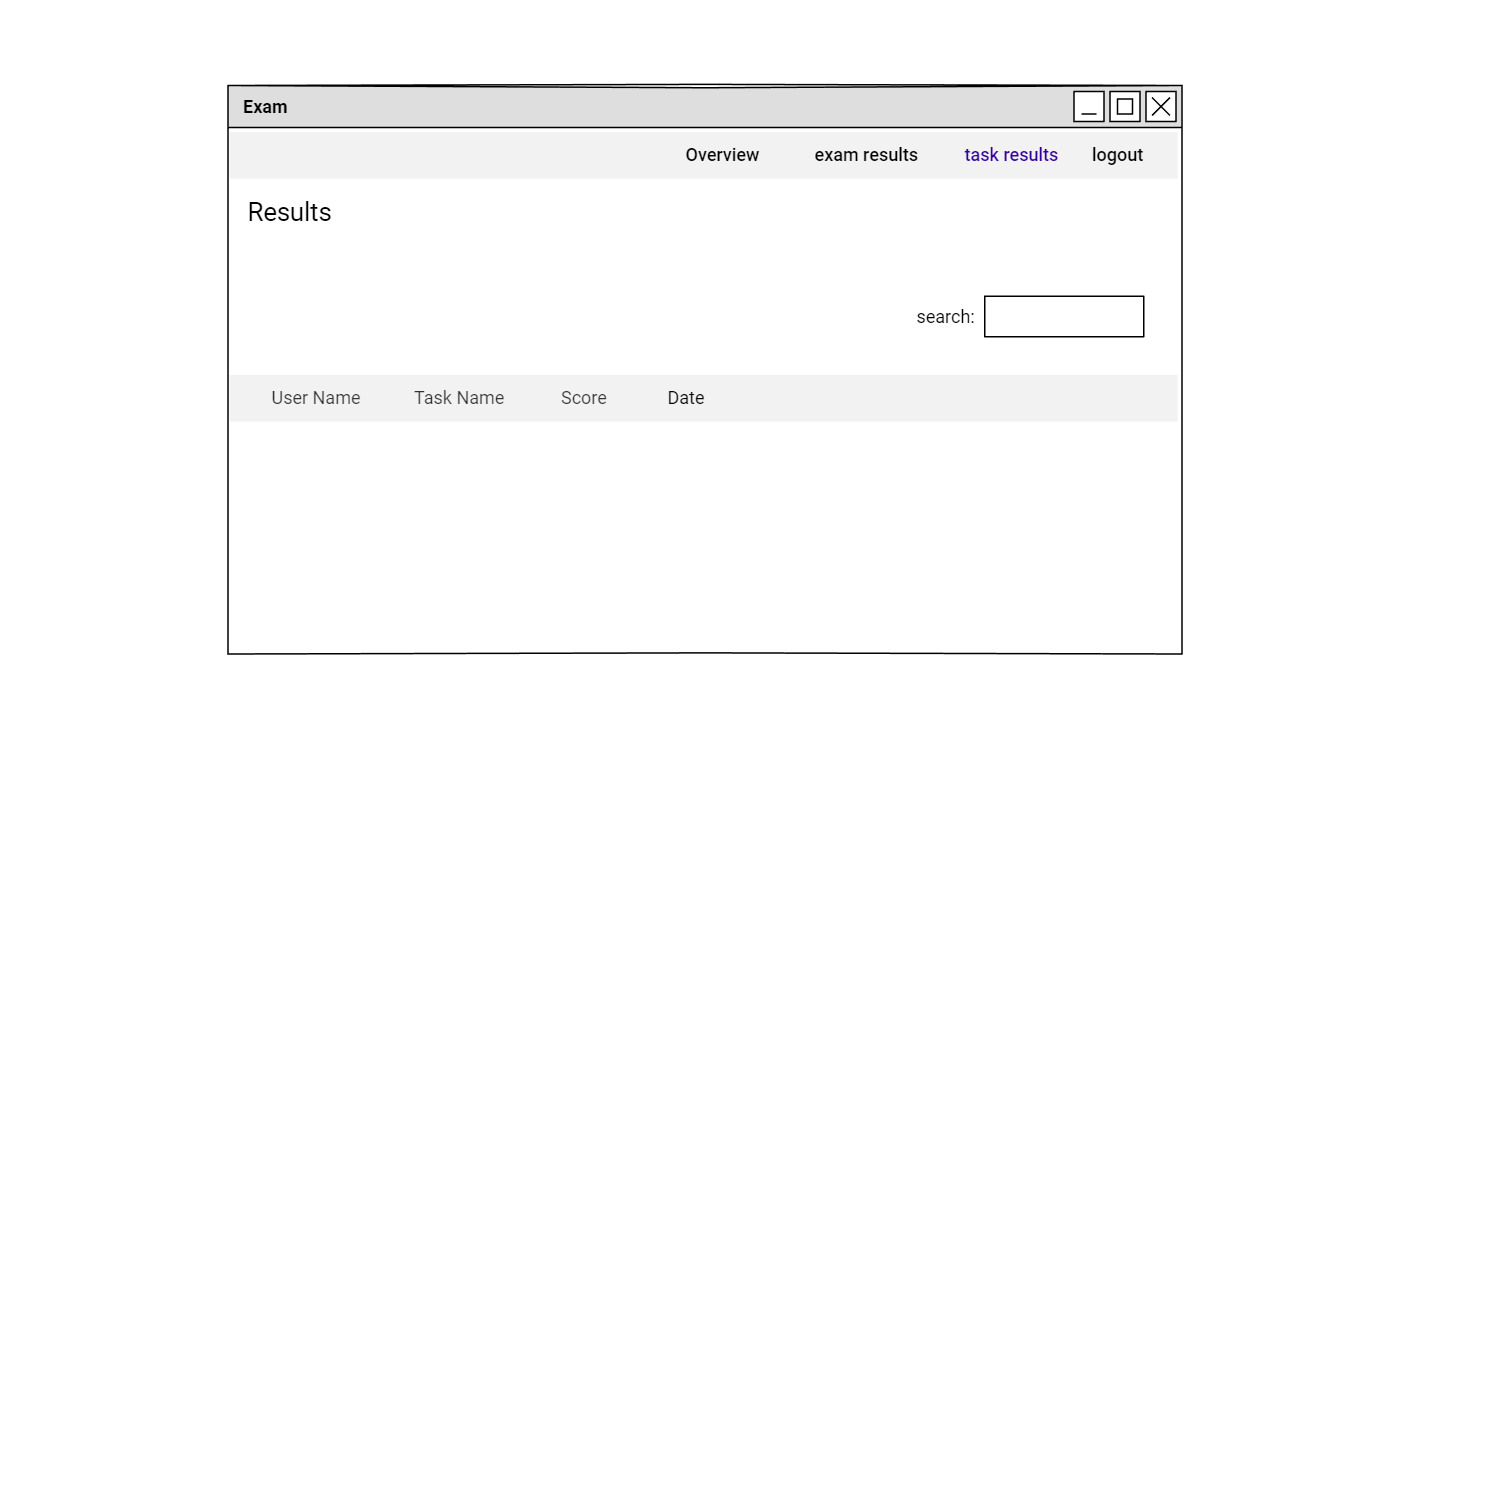 Exam
Overview exam results task results logout
Results
search:
User Name Task Name Score Date